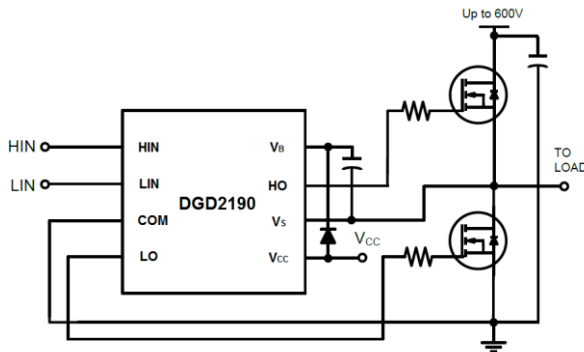 Up to 600V
HIN
LIN
HIN
LIN
COM
LO
DGD2190
VB
HO
VS
VCC
VCC
TO
LOAD